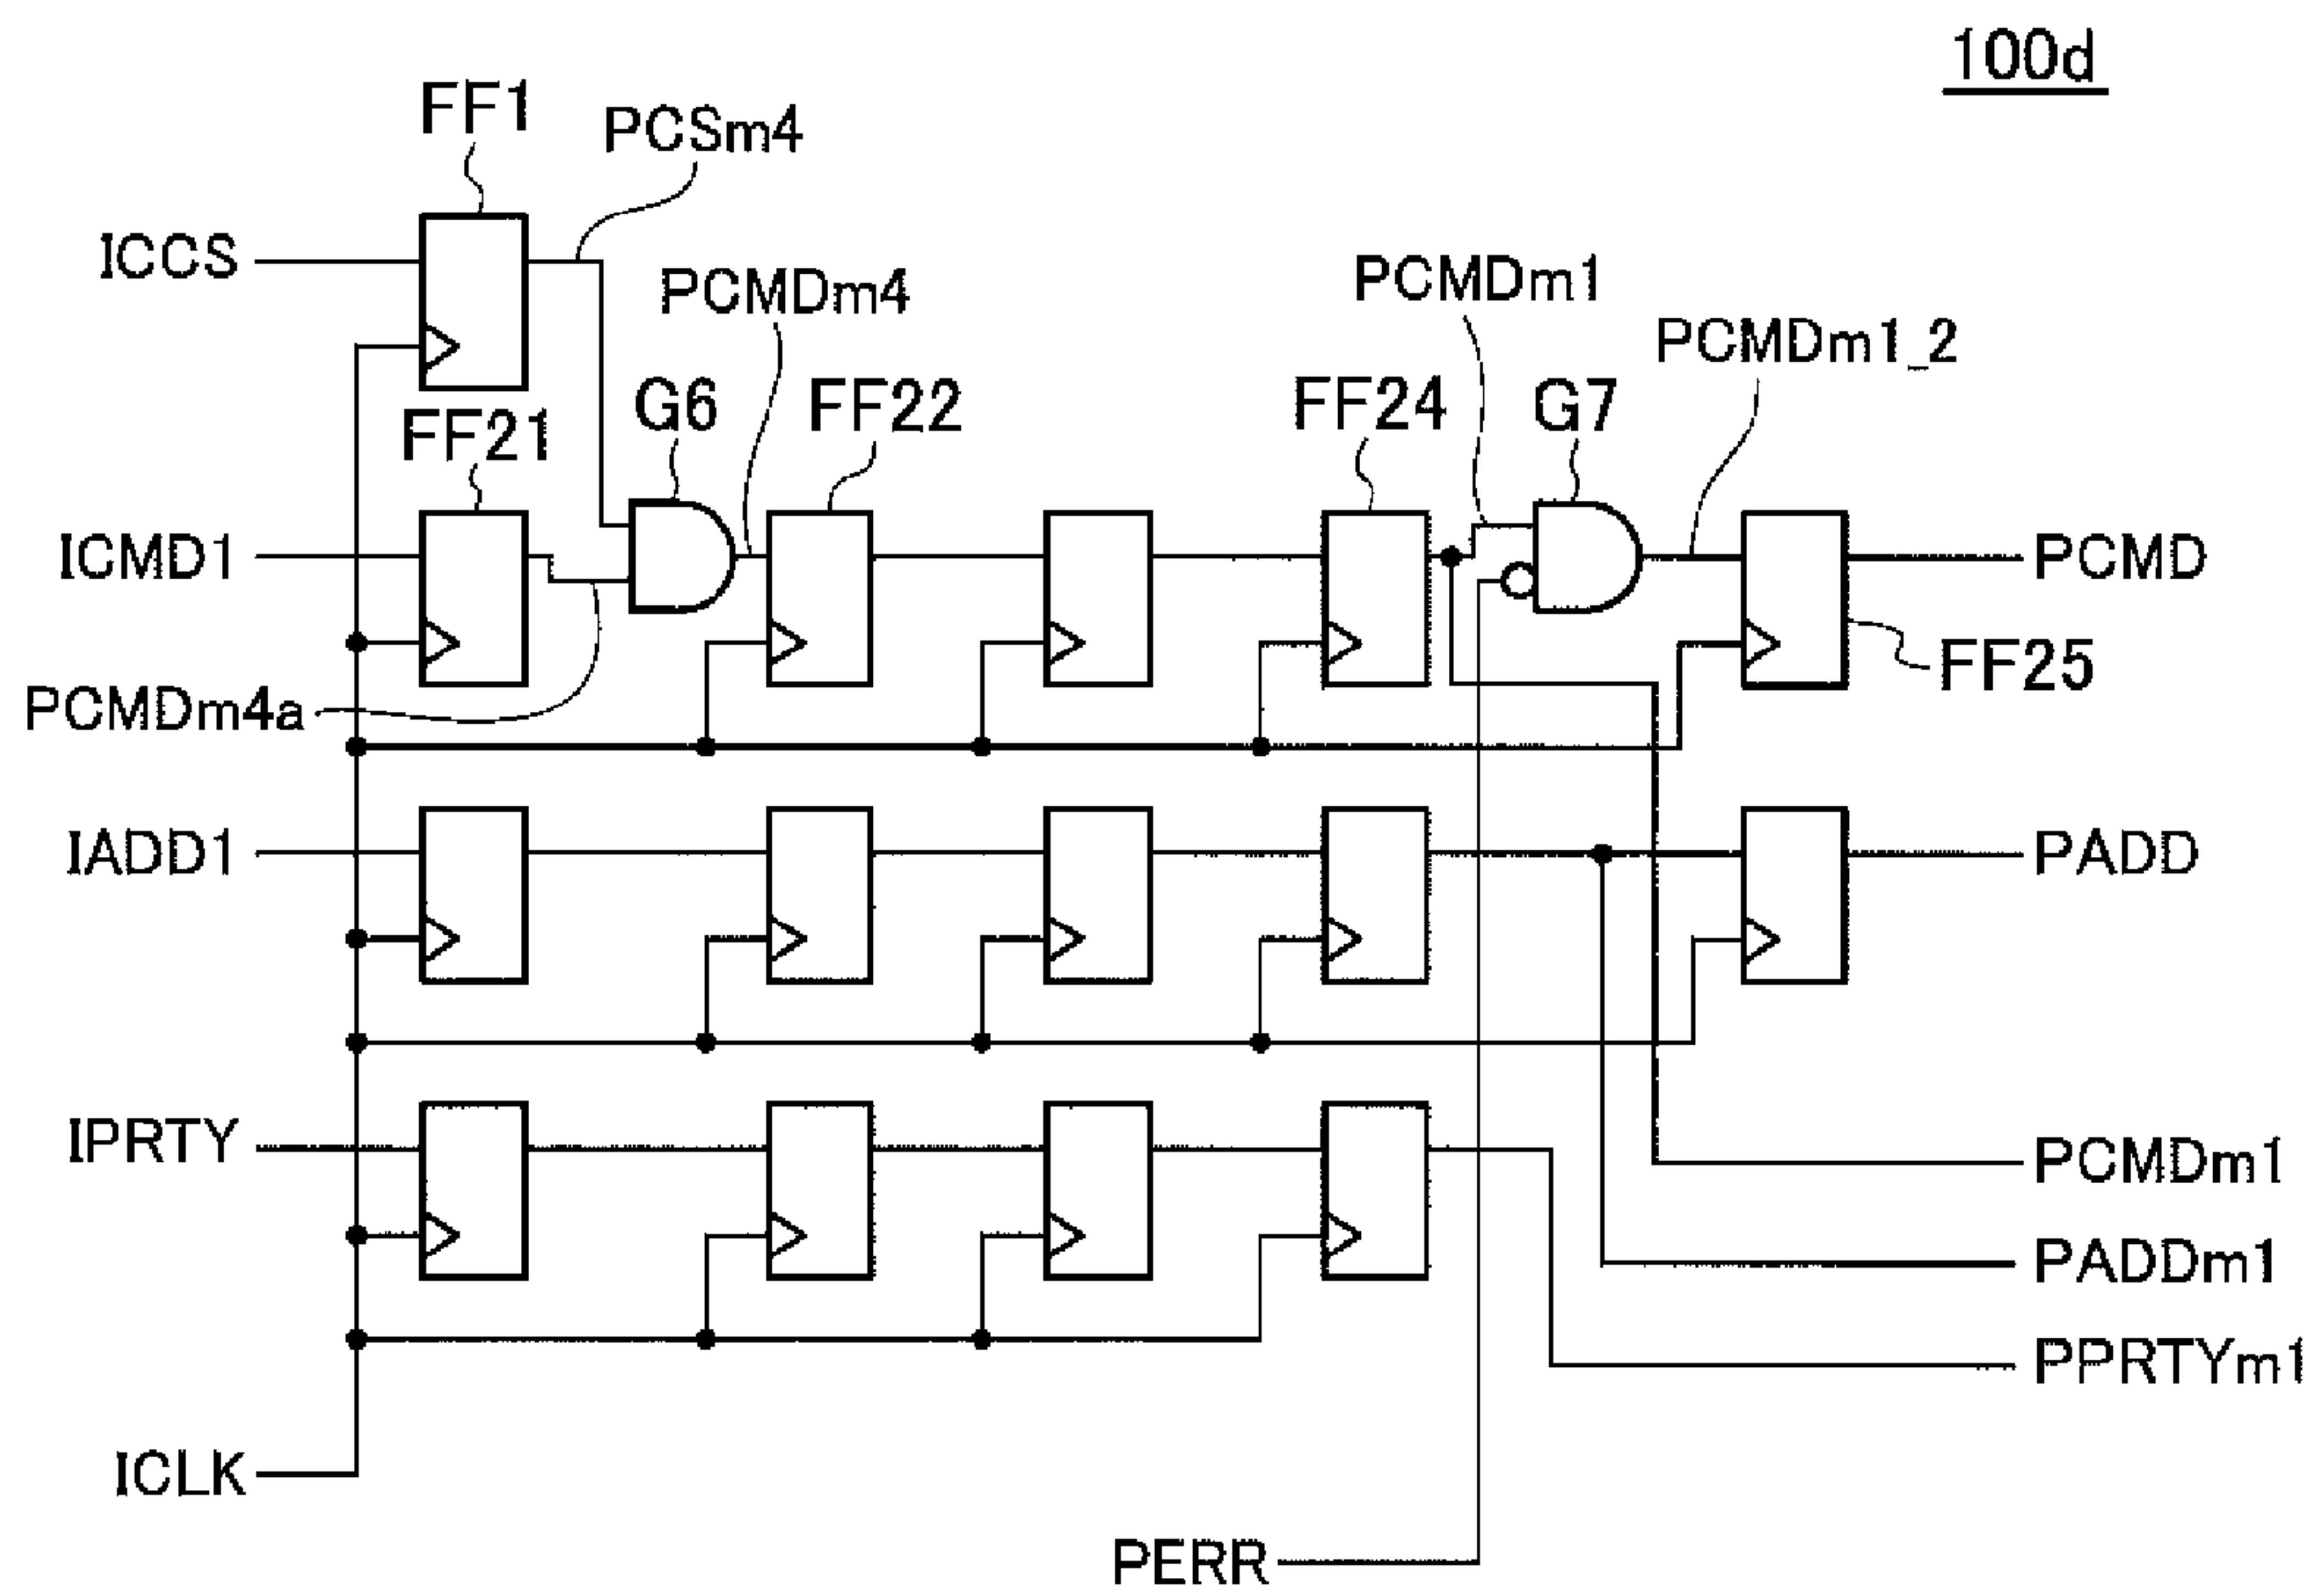 100d
FF1
PCSm4
ICCS
PCMDm4
PCMDm1
PCMDm1_2
FF21
G6
FF22
FF24
G7
ICMD1
PCMD
FF25
PCMDm4a
IADD1
PADD
IPRTY
PCMDm1
PADDm1
PPRTYm1
ICLK
PERR